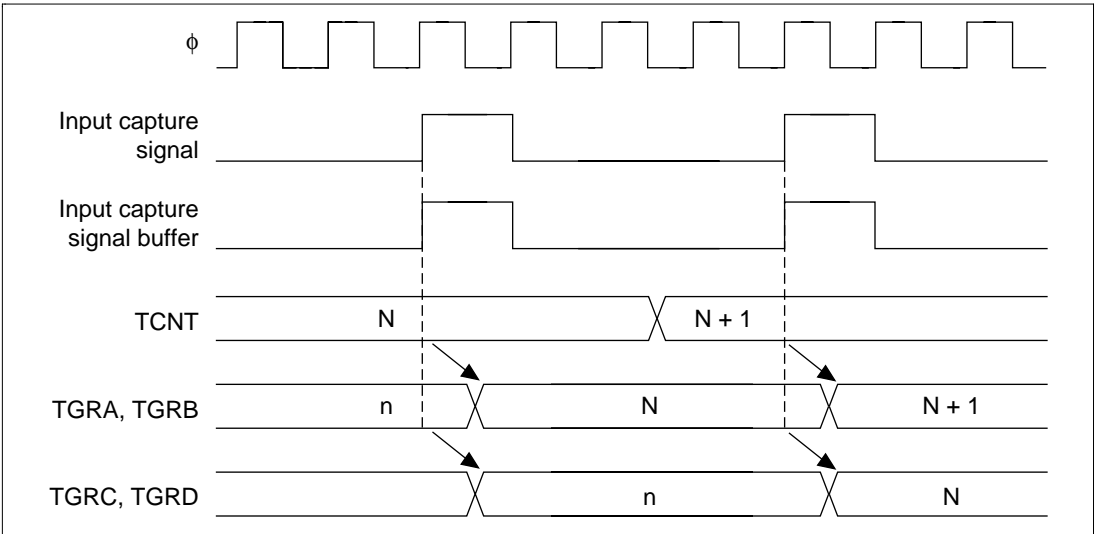 ϕ
Input capture
signal
Input capture
signal buffer
TCNT
N
N + 1
TGRA, TGRB
n
N
N + 1
TGRC, TGRD
n
N